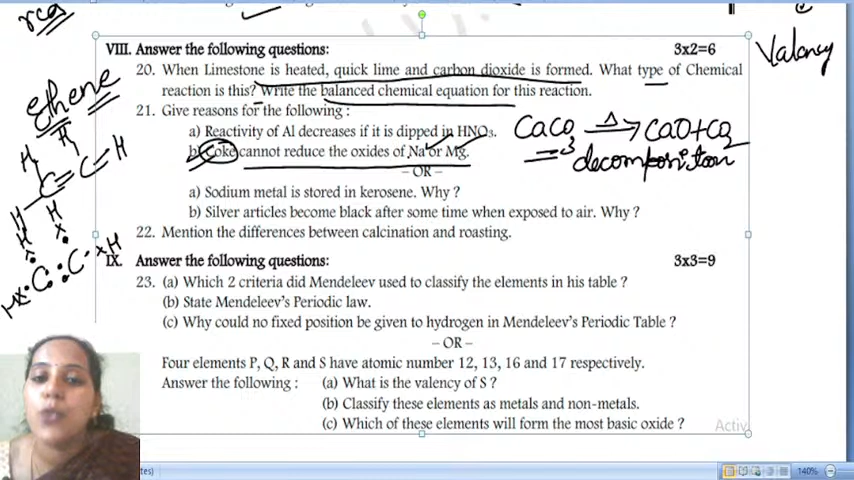 VIII. Answer the following questions: 3x2=6
20. When Limestone is heated, quick lime and carbon dioxide is formed. What type of Chemical
reaction is this? Write the balanced chemical equation for this reaction.
21. Give reasons for the following :
a) Reactivity of Al decreases if it is dipped in HNO3.
b) Coke cannot reduce the oxides of Na or Mg.
– OR –
a) Sodium metal is stored in kerosene. Why ?
b) Silver articles become black after some time when exposed to air. Why ?
22. Mention the differences between calcination and roasting.
IX. Answer the following questions: 3x3=9
23. (a) Which 2 criteria did Mendeleev used to classify the elements in his table ?
(b) State Mendeleev's Periodic law.
(c) Why could no fixed position be given to hydrogen in Mendeleev's Periodic Table ?
– OR –
Four elements P, Q, R and S have atomic number 12, 13, 16 and 17 respectively.
Answer the following : (a) What is the valency of S ?
(b) Classify these elements as metals and non-metals.
(c) Which of these elements will form the most basic oxide ?
Valency
CaCO3 Δ→ CaO+CO2
decomposition
Ethene
H H
C=C H
H
H H
H C C H
Activ
tes)
140%